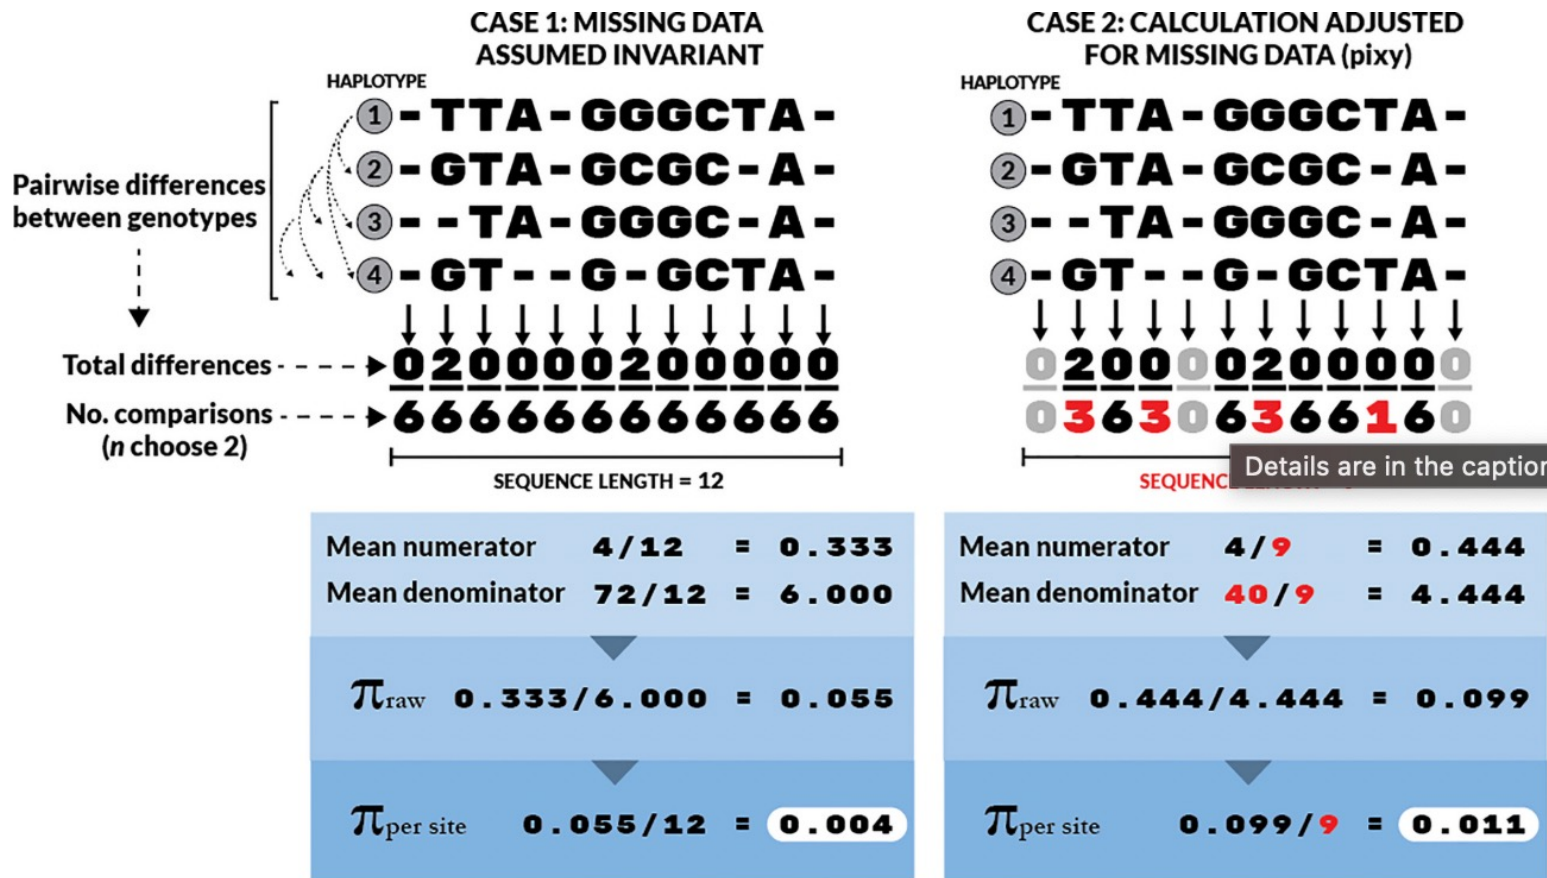 CASE 1: MISSING DATA
ASSUMED INVARIANT
HAPLOTYPE
1 - TTA - GGGCTA -
2 - GTA - GCGC - A -
3 - - TA - GGGC - A -
4 - GT - - G - GCTA -
Pairwise differences
between genotypes
Total differences
020000200000
No. comparisons
(n choose 2)
666666666666
SEQUENCE LENGTH = 12
Mean numerator 4/12 = 0.333
Mean denominator 72/12 = 6.000
πraw 0.333/6.000 = 0.055
πper site 0.055/12 = 0.004
CASE 2: CALCULATION ADJUSTED
FOR MISSING DATA (pixy)
HAPLOTYPE
1 - TTA - GGGCTA -
2 - GTA - GCGC - A -
3 - - TA - GGGC - A -
4 - GT - - G - GCTA -
020000200000
036306366160
Details are in the caption
Mean numerator 4/9 = 0.444
Mean denominator 40/9 = 4.444
πraw 0.444/4.444 = 0.099
πper site 0.099/9 = 0.011